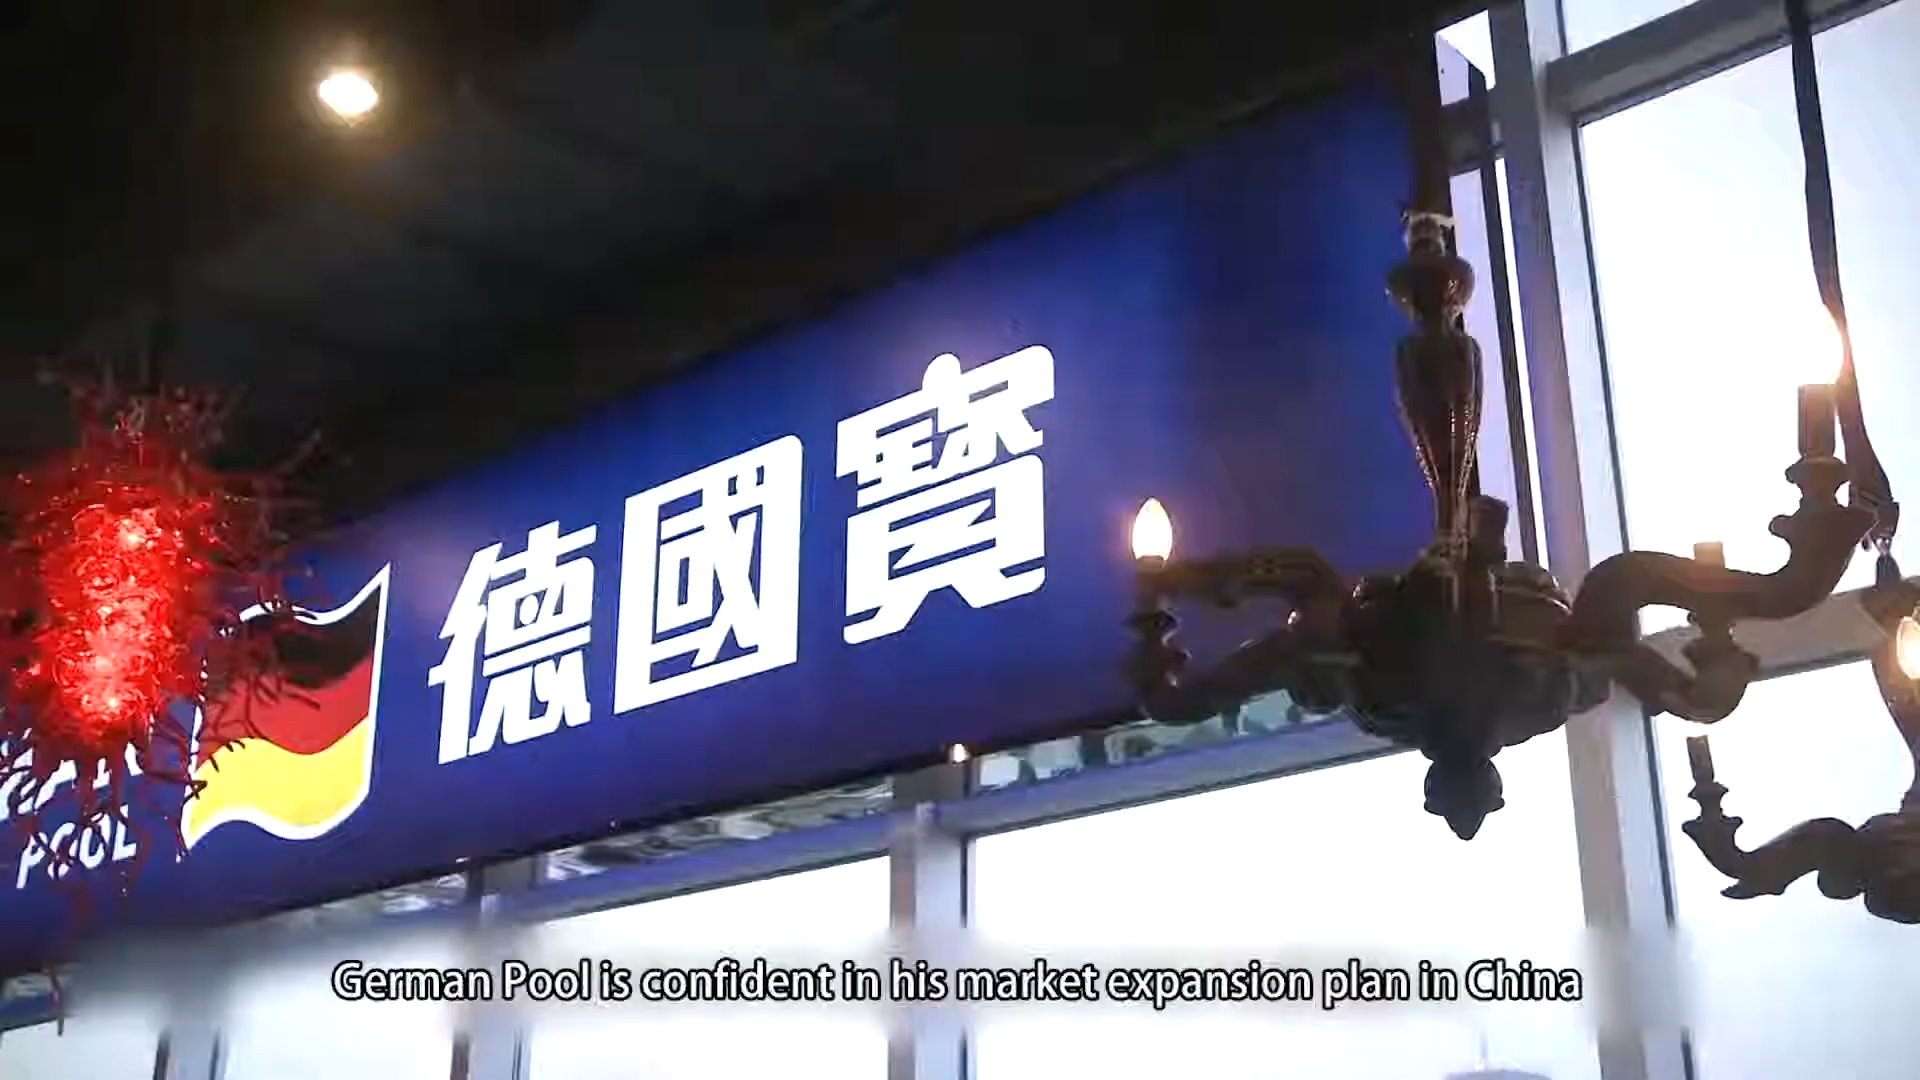 POOL
德國寶
German Pool is confident in his market expansion plan in China